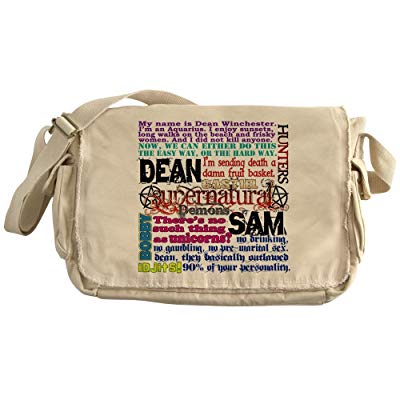 My name is Dean Winchester.
I'm an Aquarius. I enjoy sunsets,
long walks on the beach and frisky
women. And I did not kill anyone.
NOW, WE CAN EITHER DO THIS
THE EASY WAY, OR THE HARD WAY.
HUNTERS
DEAN
I'm sending death a
damn fruit basket.
CASTIEL
supernatural
Demons
BOBBY
There's no
such thing
as unicorns?
SAM
no drinking,
no gambling, no pre-marital sex.
dean, they basically outlawed
IDJITS!
90% of your personality.